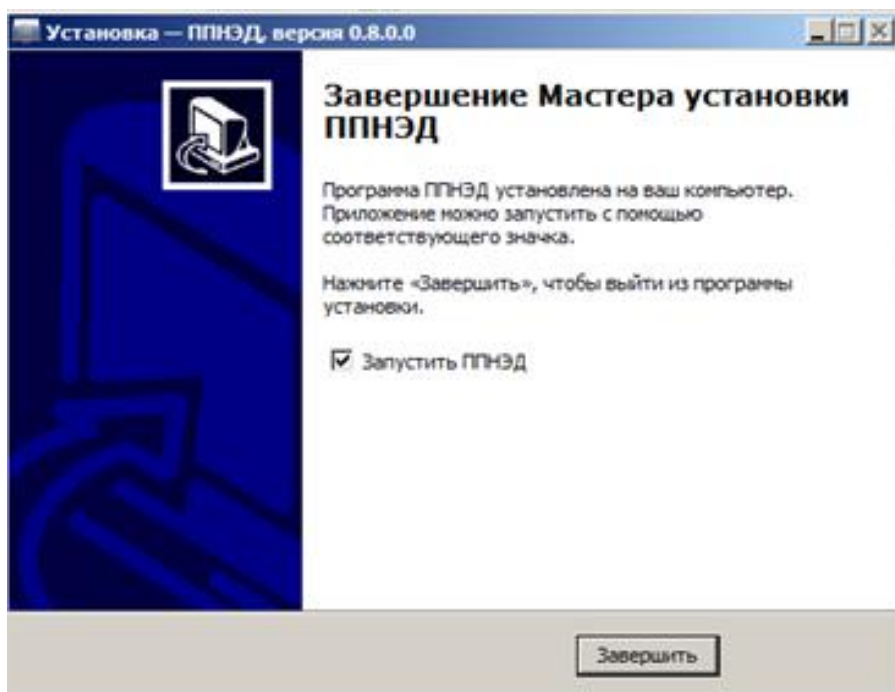 Установка — ППНЭД, версия 0.8.0.0
Завершение Мастера установки
ППНЭД
Программа ППНЭД установлена на ваш компьютер.
Приложение можно запустить с помощью
соответствующего значка.
Нажмите «Завершить», чтобы выйти из программы
установки.
Запустить ППНЭД
Завершить